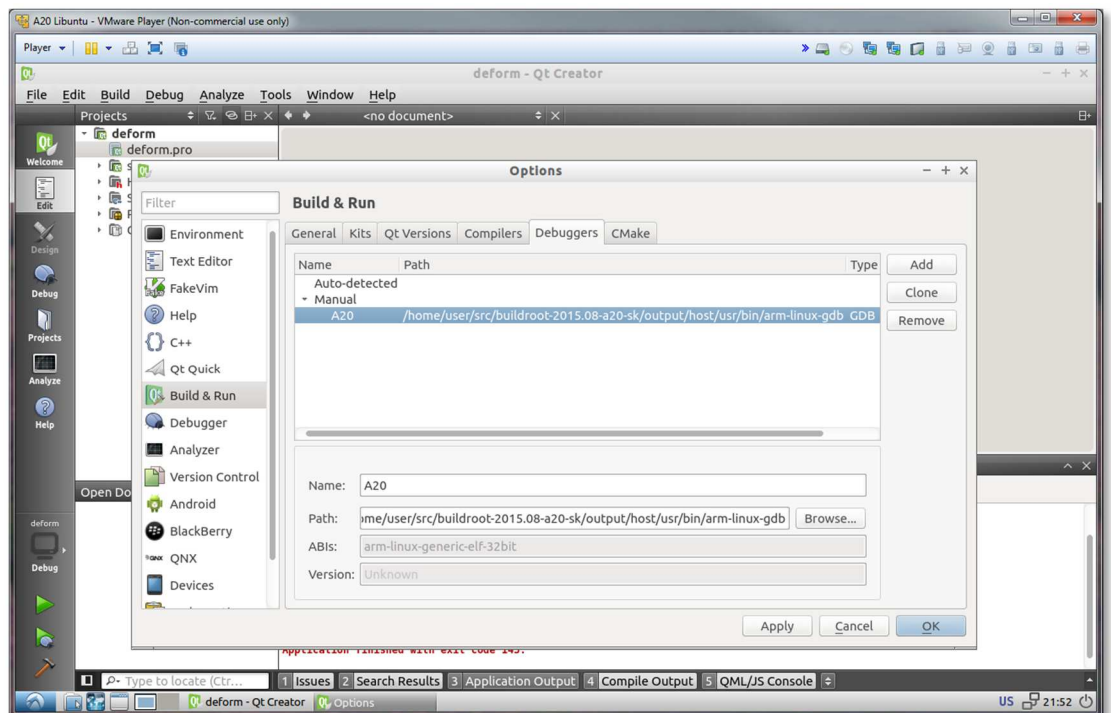 A20 Libuntu - VMware Player (Non-commercial use only)
Player
deform - Qt Creator
File Edit Build Debug Analyze Tools Window Help
Projects <no document>
deform
deform.pro
Welcome
Edit
Design
Debug
Projects
Analyze
Help
deform
Debug
Open Do
Options
Filter
Environment
Text Editor
FakeVim
Help
C++
Qt Quick
Build & Run
Debugger
Analyzer
Version Control
Android
BlackBerry
QNX
Devices
Build & Run
General Kits Qt Versions Compilers Debuggers CMake
Name Path Type
Auto-detected
Manual
A20 /home/user/src/buildroot-2015.08-a20-sk/output/host/usr/bin/arm-linux-gdb GDB
Add
Clone
Remove
Name: A20
Path: ome/user/src/buildroot-2015.08-a20-sk/output/host/usr/bin/arm-linux-gdb Browse...
ABIs: arm-linux-generic-elf-32bit
Version: Unknown
Apply Cancel OK
Application finished with exit code 143.
Type to locate (Ctr... 1 Issues 2 Search Results 3 Application Output 4 Compile Output 5 QML/JS Console
deform - Qt Creator Options US 21:52